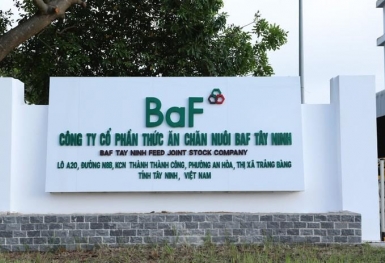 BaF
CÔNG TY CỔ PHẦN THỨC ĂN CHĂN NUÔI BAF TÂY NINH
BAF TAY NINH FEED JOINT STOCK COMPANY
LÔ A20, ĐƯỜNG N8B, KCN THÀNH THÀNH CÔNG, PHƯỜNG AN HÒA, THỊ XÃ TRẢNG BÀNG
TỈNH TÂY NINH, VIỆT NAM